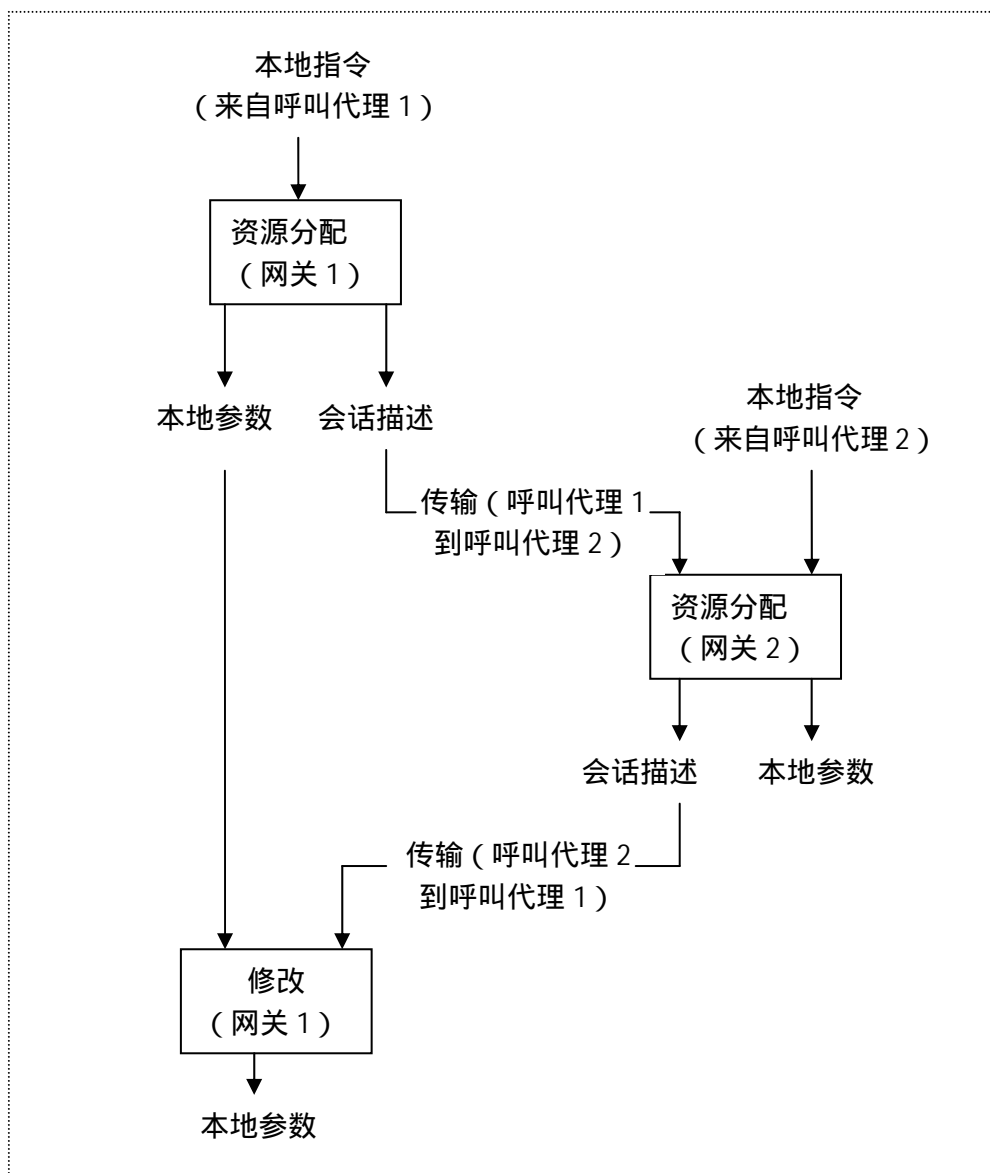 本地指令
(来自呼叫代理 1)
资源分配
(网关 1)
本地参数
会话描述
本地指令
(来自呼叫代理 2)
传输(呼叫代理 1
到呼叫代理 2)
资源分配
(网关 2)
会话描述
本地参数
传输(呼叫代理 2
到呼叫代理 1)
修改
(网关 1)
本地参数